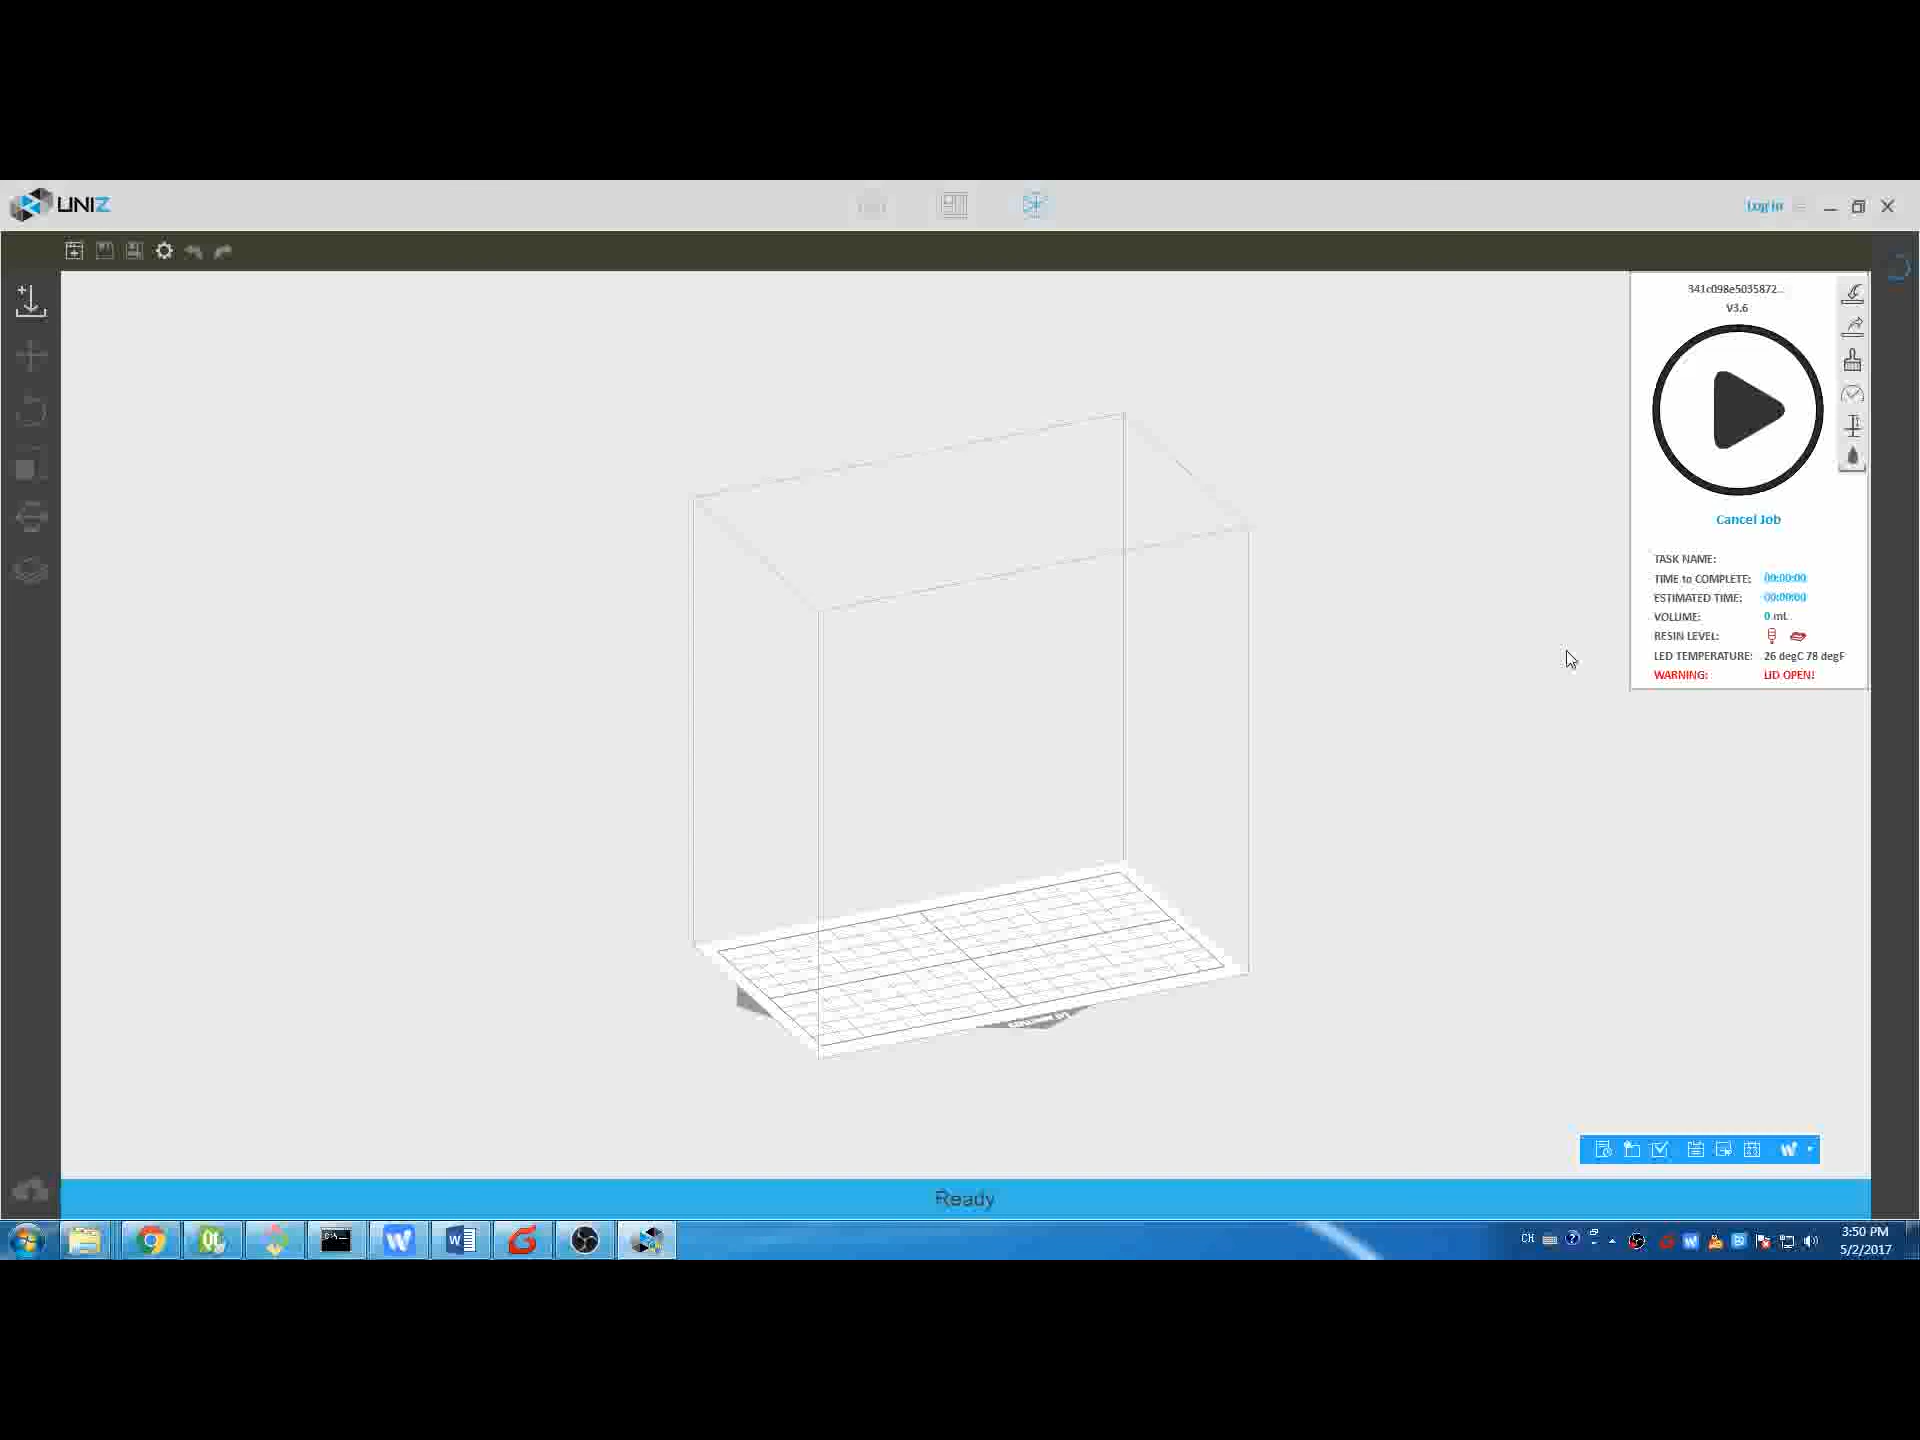 UNIZ
Log in
341c098e5035872...
V3.6
Cancel Job
TASK NAME:
TIME to COMPLETE: 00:00:00
ESTIMATED TIME: 00:00:00
VOLUME: 0 mL
RESIN LEVEL:
LED TEMPERATURE: 26 degC 78 degF
WARNING: LID OPEN!
Ready
CH
3:50 PM
5/2/2017